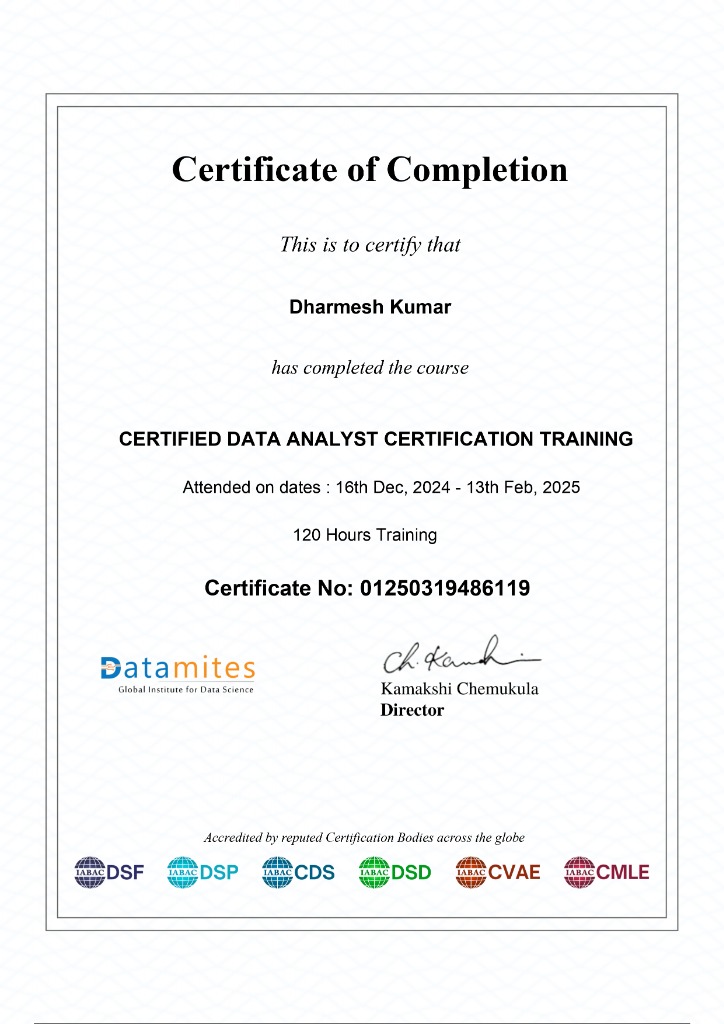 Certificate of Completion
This is to certify that
Dharmesh Kumar
has completed the course
CERTIFIED DATA ANALYST CERTIFICATION TRAINING
Attended on dates : 16th Dec, 2024 - 13th Feb, 2025
120 Hours Training
Certificate No: 01250319486119
Datamites
Global Institute for Data Science
Ch. Kamakshi
Kamakshi Chemukula
Director
Accredited by reputed Certification Bodies across the globe
IABAC DSF IABAC DSP IABAC CDS IABAC DSD IABAC CVAE IABAC CMLE